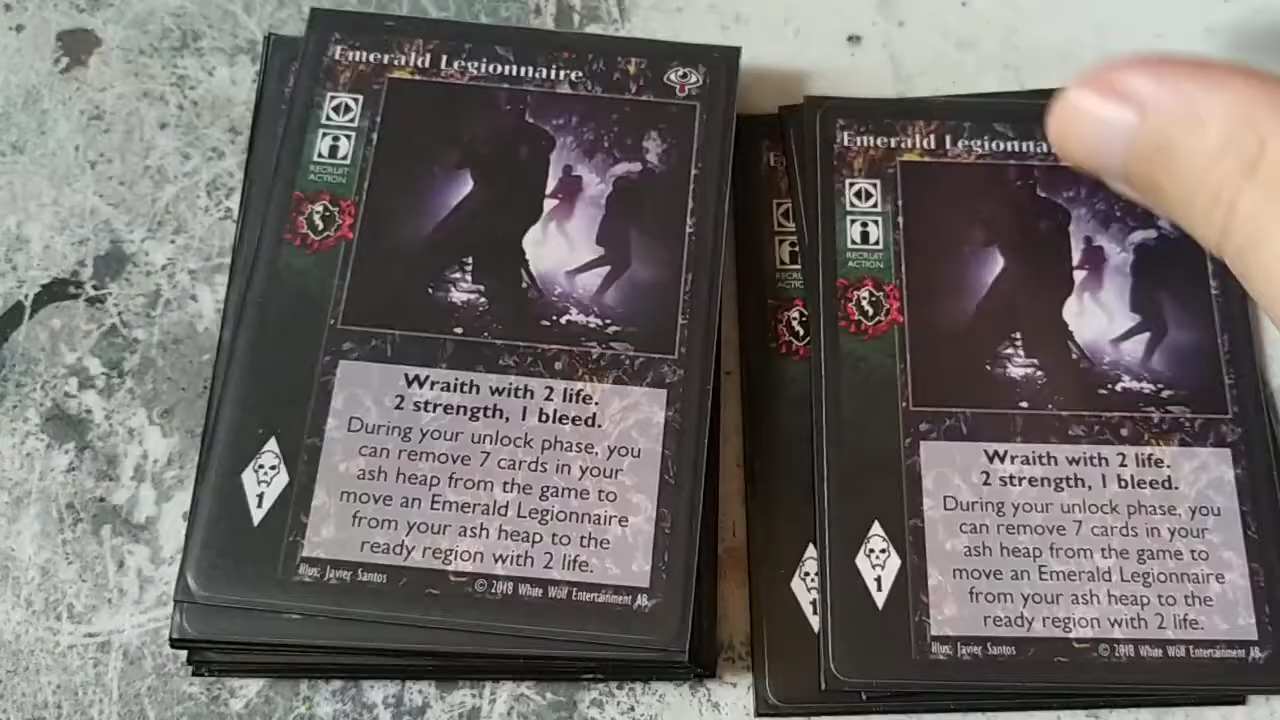 Emerald Legionnaire
RECRUIT
ACTION
Wraith with 2 life.
2 strength, 1 bleed.
During your unlock phase, you
can remove 7 cards in your
ash heap from the game to
move an Emerald Legionnaire
from your ash heap to the
ready region with 2 life.
1
Illus: Javier Santos
© 2018 White Wolf Entertainment AB.
E
RECRU
ACTIC
1
Emerald Legionna
RECRUIT
ACTION
Wraith with 2 life.
2 strength, 1 bleed.
During your unlock phase, you
can remove 7 cards in your
ash heap from the game to
move an Emerald Legionnaire
from your ash heap to the
ready region with 2 life.
1
Illus: Javier Santos
© 2018 White Wolf Entertainment AB.